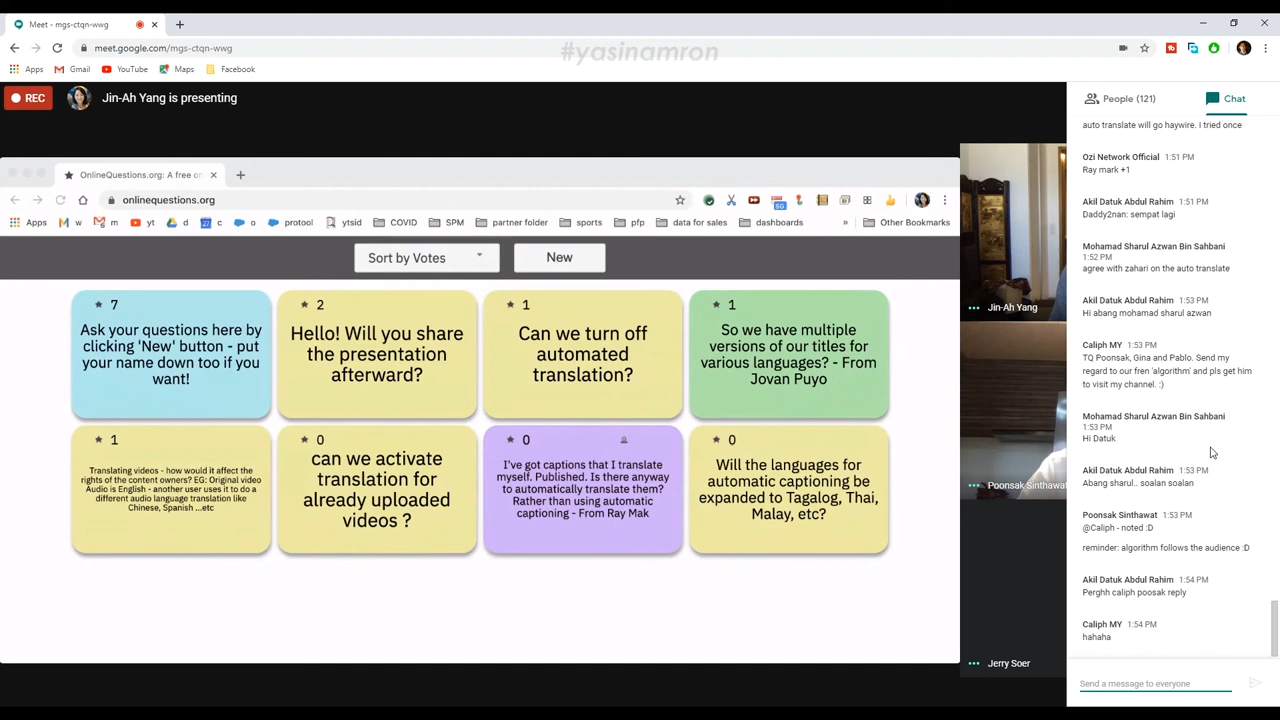 Meet - mgs-ctqn-wwg
meet.google.com/mgs-ctqn-wwg
#yasinamron
Apps
Gmail
YouTube
Maps
Facebook
REC
Jin-Ah Yang is presenting
People (121)
Chat
OnlineQuestions.org: A free on
onlinequestions.org
Apps
w
m
yt
d
c
o
protool
ytsid
COVID
SPM
partner folder
sports
pfp
data for sales
dashboards
»
Other Bookmarks
Sort by Votes
New
7
Ask your questions here by
clicking 'New' button - put
your name down too if you
want!
2
Hello! Will you share
the presentation
afterward?
1
Can we turn off
automated
translation?
1
So we have multiple
versions of our titles for
various languages? - From
Jovan Puyo
1
Translating videos - how would it affect the
rights of the content owners? EG: Original video
Audio is English - another user uses it to do a
different audio language translation like
Chinese, Spanish ...etc
0
can we activate
translation for
already uploaded
videos ?
0
I've got captions that I translate
myself. Published. Is there anyway
to automatically translate them?
Rather than using automatic
captioning - From Ray Mak
0
Will the languages for
automatic captioning be
expanded to Tagalog, Thai,
Malay, etc?
Jin-Ah Yang
Poonsak Sinthawat
Jerry Soer
auto translate will go haywire. I tried once
Ozi Network Official 1:51 PM
Ray mark +1
Akil Datuk Abdul Rahim 1:51 PM
Daddy2nan: sempat lagi
Mohamad Sharul Azwan Bin Sahbani
1:52 PM
agree with zahari on the auto translate
Akil Datuk Abdul Rahim 1:53 PM
Hi abang mohamad sharul azwan
Caliph MY 1:53 PM
TQ Poonsak, Gina and Pablo. Send my
regard to our fren 'algorithm' and pls get him
to visit my channel. :)
Mohamad Sharul Azwan Bin Sahbani
1:53 PM
Hi Datuk
Akil Datuk Abdul Rahim 1:53 PM
Abang sharul.. soalan soalan
Poonsak Sinthawat 1:53 PM
@Caliph - noted :D
reminder: algorithm follows the audience :D
Akil Datuk Abdul Rahim 1:54 PM
Perghh caliph poosak reply
Caliph MY 1:54 PM
hahaha
Send a message to everyone